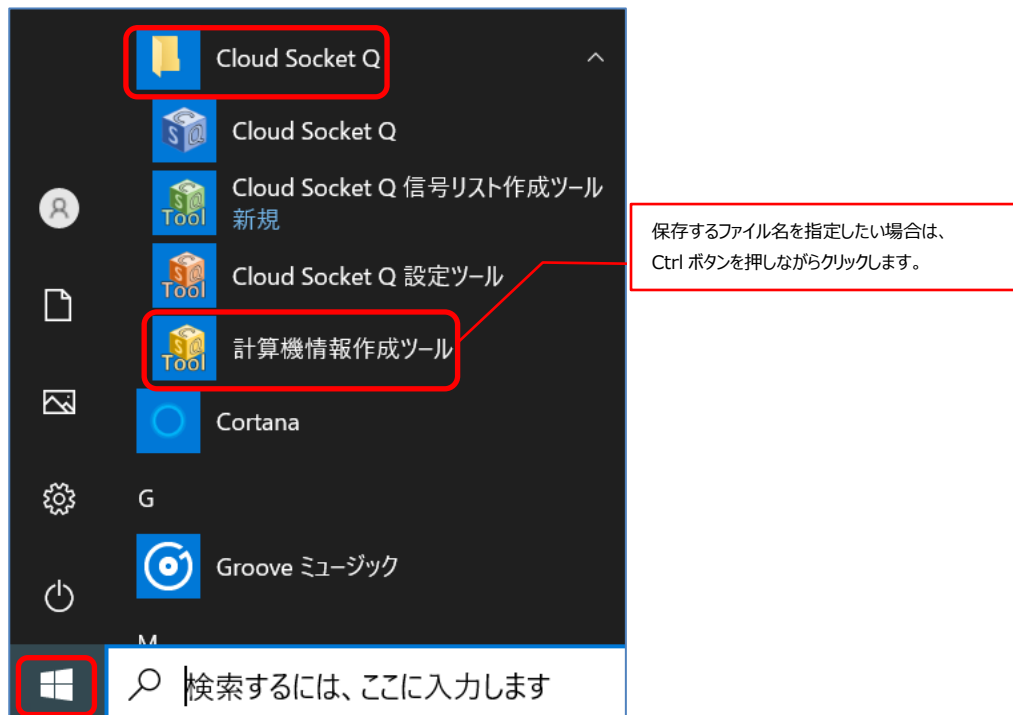 Cloud Socket Q
Cloud Socket Q
Cloud Socket Q 信号リスト作成ツール
新規
Cloud Socket Q 設定ツール
計算機情報作成ツール
Cortana
G
Groove ミュージック
M
検索するには、ここに入力します
保存するファイル名を指定したい場合は、
Ctrl ボタンを押しながらクリックします。
C
S Q
C
S Q
Tool
C
S Q
Tool
C
S Q
Tool